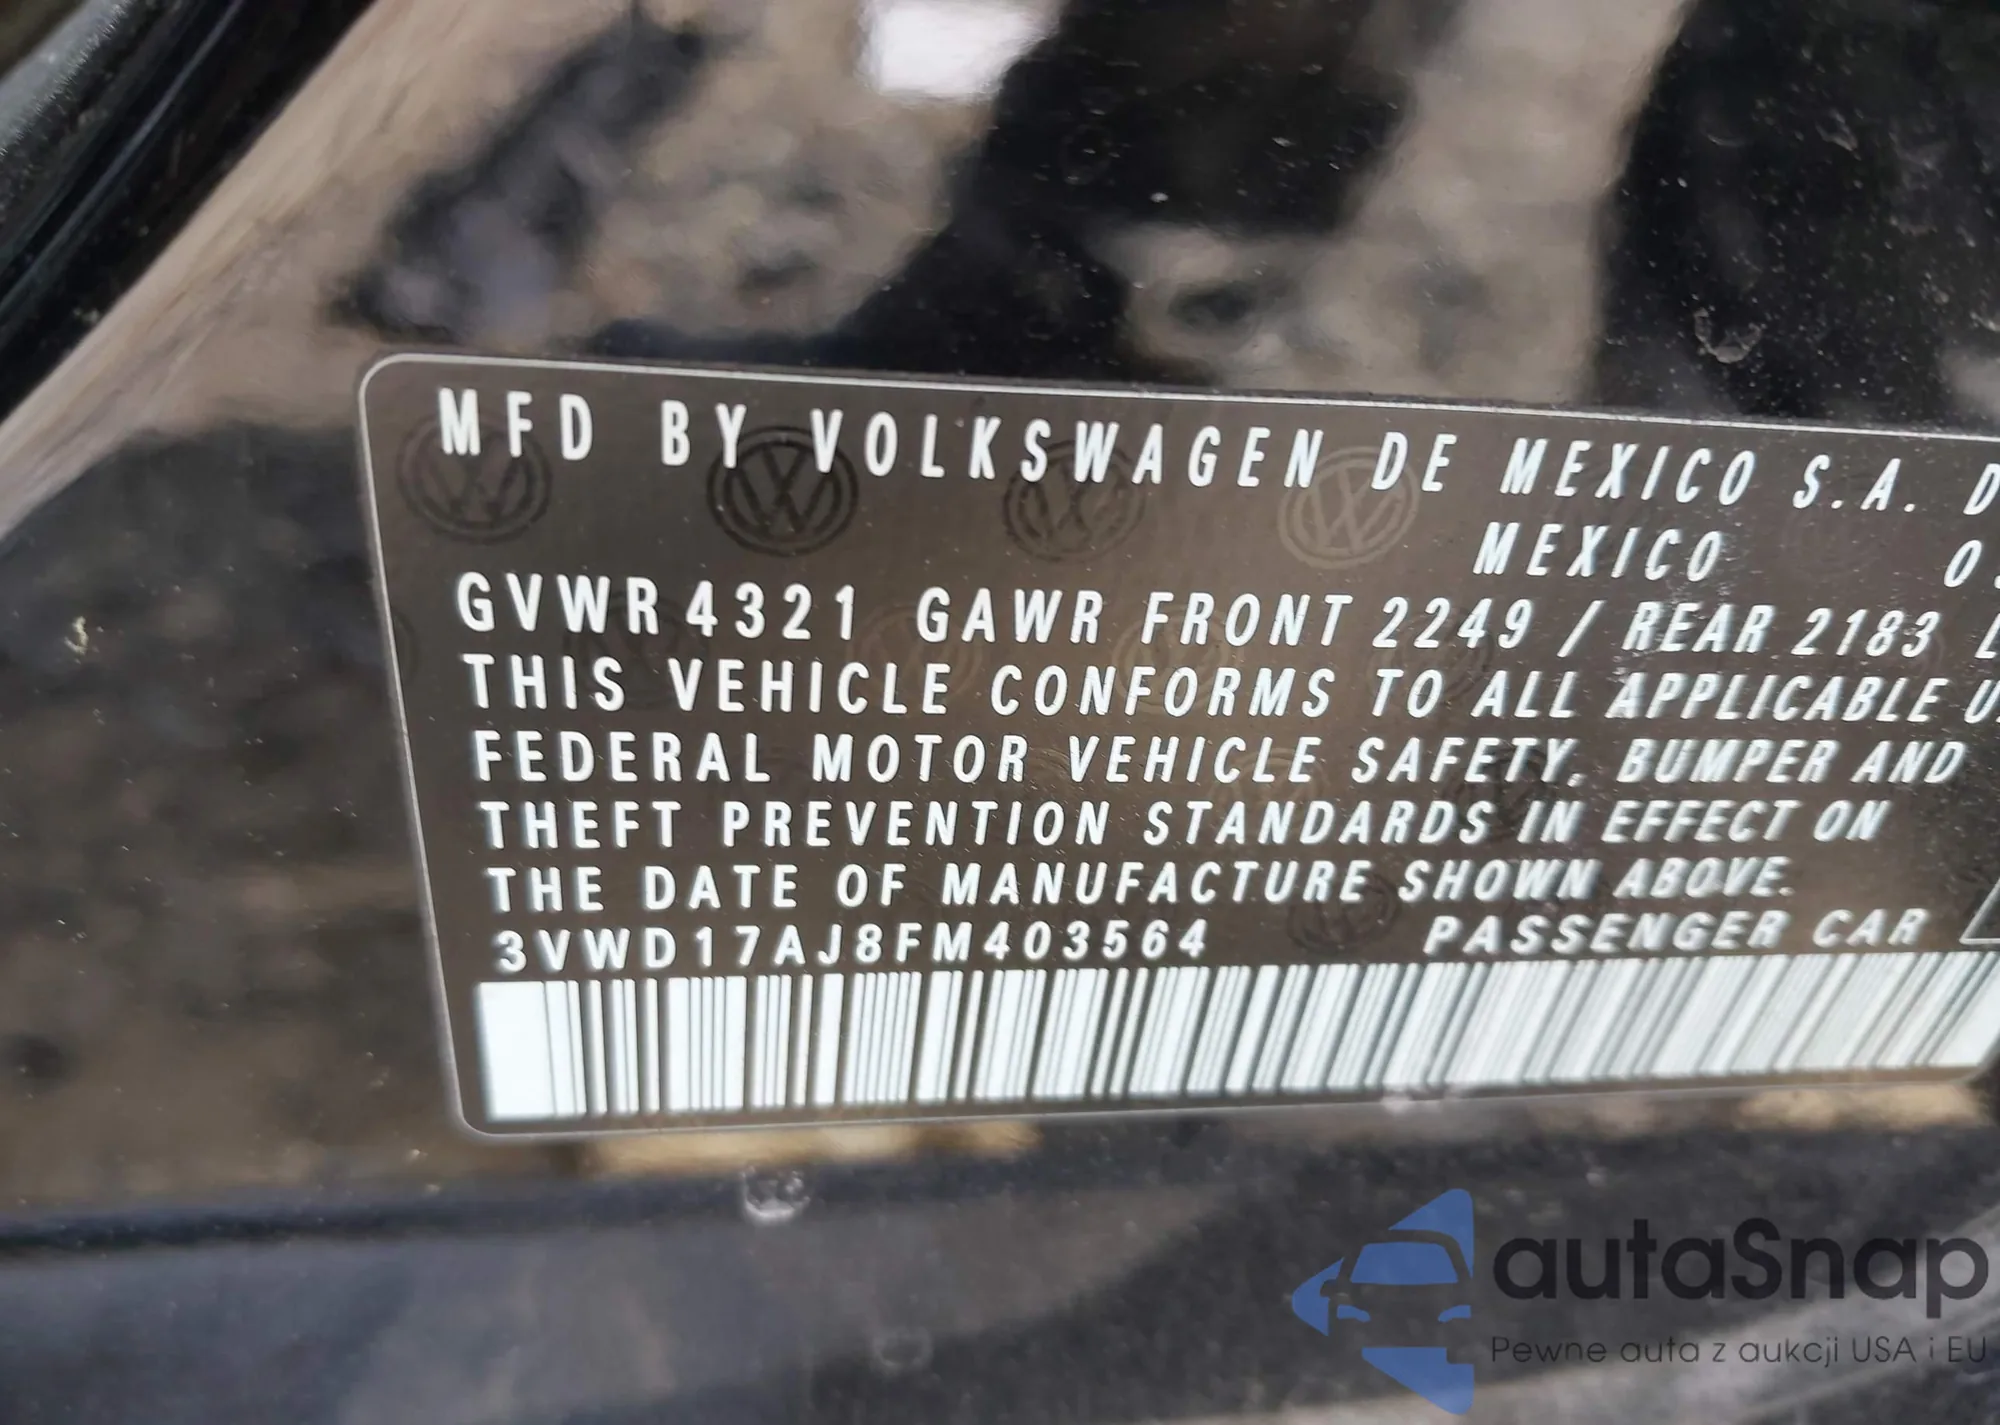 MFD BY VOLKSWAGEN DE MEXICO S.A. D
MEXICO 0
GVWR 4321 GAWR FRONT 2249 / REAR 2183 L
THIS VEHICLE CONFORMS TO ALL APPLICABLE U.
FEDERAL MOTOR VEHICLE SAFETY, BUMPER AND
THEFT PREVENTION STANDARDS IN EFFECT ON
THE DATE OF MANUFACTURE SHOWN ABOVE.
3VWD17AJ8FM403564 PASSENGER CAR
autaSnap
Pewne auta z aukcji USA i EU